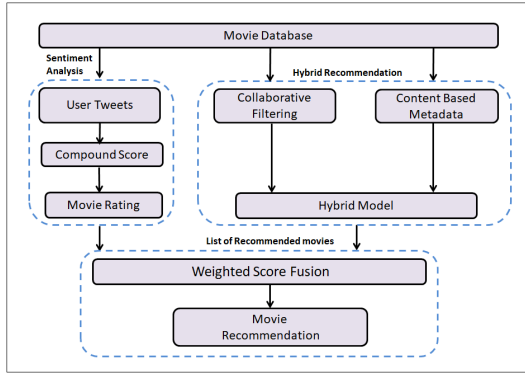 Movie Database
Sentiment
Analysis
Hybrid Recommendation
User Tweets
Compound Score
Movie Rating
Collaborative
Filtering
Content Based
Metadata
Hybrid Model
List of Recommended movies
Weighted Score Fusion
Movie
Recommendation